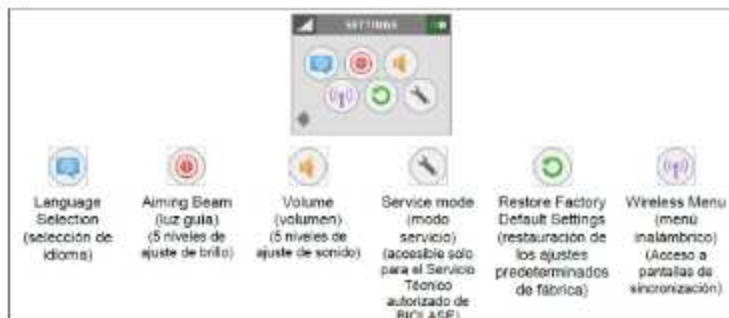 SETTINGS
Language
Selection
(selección de
idioma)
Aiming Beam
(luz guía)
(5 niveles de
ajuste de brillo)
Volume
(volumen)
(5 niveles de
ajuste de sonido)
Service mode
(modo
servicio)
(accesible solo
para el Servicio
Técnico
autorizado de
BIOLASE)
Restore Factory
Default Settings
(restauración de
los ajustes
predeterminados
de fábrica)
Wireless Menu
(menú
inalámbrico)
(Acceso a
pantallas de
sincronización)